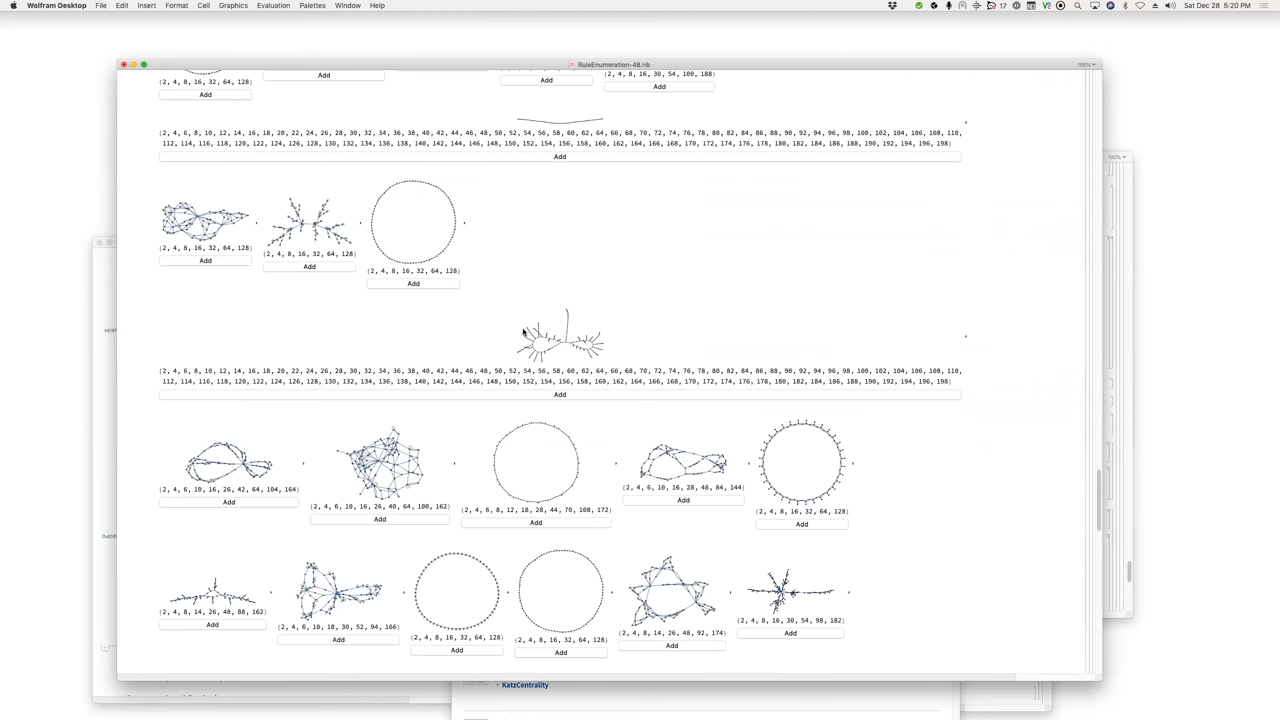 Wolfram Desktop File Edit Insert Format Cell Graphics Evaluation Palettes Window Help 17 Sat Dec 28 5:20 PM
RuleEnumeration-48.nb 100%
100%
{2, 4, 8, 16, 32, 64, 128}
Add
Add
Add
{2, 4, 8, 16, 30, 54, 100, 188}
Add
{2, 4, 6, 8, 10, 12, 14, 16, 18, 20, 22, 24, 26, 28, 30, 32, 34, 36, 38, 40, 42, 44, 46, 48, 50, 52, 54, 56, 58, 60, 62, 64, 66, 68, 70, 72, 74, 76, 78, 80, 82, 84, 86, 88, 90, 92, 94, 96, 98, 100, 102, 104, 106, 108, 110,
112, 114, 116, 118, 120, 122, 124, 126, 128, 130, 132, 134, 136, 138, 140, 142, 144, 146, 148, 150, 152, 154, 156, 158, 160, 162, 164, 166, 168, 170, 172, 174, 176, 178, 180, 182, 184, 186, 188, 190, 192, 194, 196, 198}
Add
{2, 4, 8, 16, 32, 64, 128}
Add
{2, 4, 8, 16, 32, 64, 128}
Add
{2, 4, 8, 16, 32, 64, 128}
Add
{2, 4, 6, 8, 10, 12, 14, 16, 18, 20, 22, 24, 26, 28, 30, 32, 34, 36, 38, 40, 42, 44, 46, 48, 50, 52, 54, 56, 58, 60, 62, 64, 66, 68, 70, 72, 74, 76, 78, 80, 82, 84, 86, 88, 90, 92, 94, 96, 98, 100, 102, 104, 106, 108, 110,
112, 114, 116, 118, 120, 122, 124, 126, 128, 130, 132, 134, 136, 138, 140, 142, 144, 146, 148, 150, 152, 154, 156, 158, 160, 162, 164, 166, 168, 170, 172, 174, 176, 178, 180, 182, 184, 186, 188, 190, 192, 194, 196, 198}
Add
{2, 4, 6, 10, 16, 26, 42, 64, 104, 164}
Add
{2, 4, 6, 10, 16, 26, 40, 64, 100, 162}
Add
{2, 4, 6, 8, 12, 18, 28, 44, 70, 108, 172}
Add
{2, 4, 6, 10, 16, 28, 48, 84, 144}
Add
{2, 4, 8, 16, 32, 64, 128}
Add
{2, 4, 8, 14, 26, 48, 88, 162}
Add
{2, 4, 6, 10, 18, 30, 52, 94, 166}
Add
{2, 4, 8, 16, 32, 64, 128}
Add
{2, 4, 8, 16, 32, 64, 128}
Add
{2, 4, 8, 14, 26, 48, 92, 174}
Add
{2, 4, 8, 16, 30, 54, 98, 182}
Add
KatzCentrality